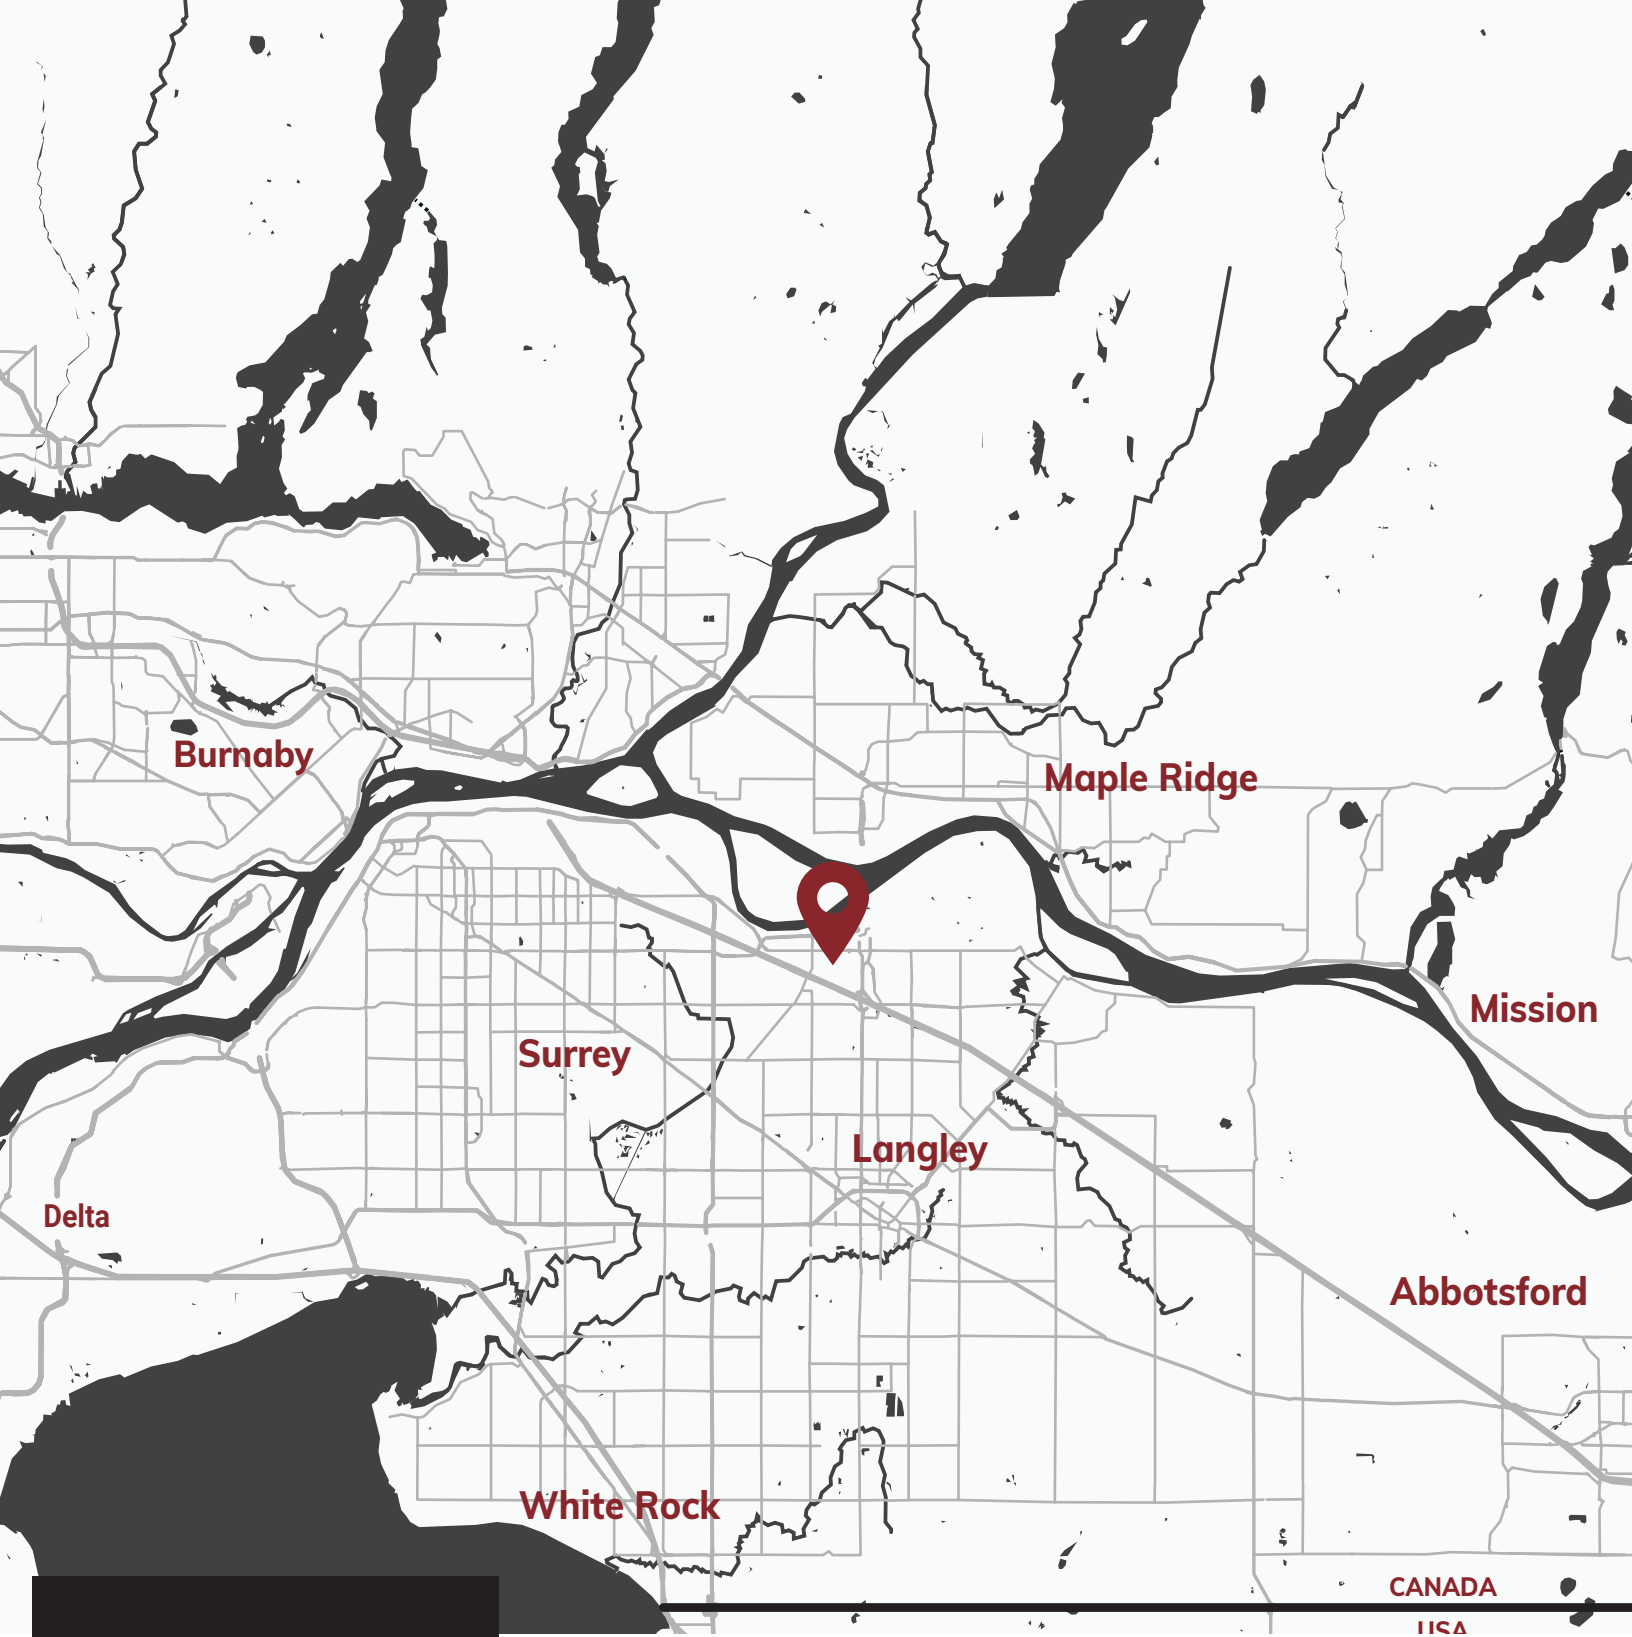 Burnaby
Maple Ridge
Mission
Surrey
Langley
Delta
Abbotsford
White Rock
CANADA
USA